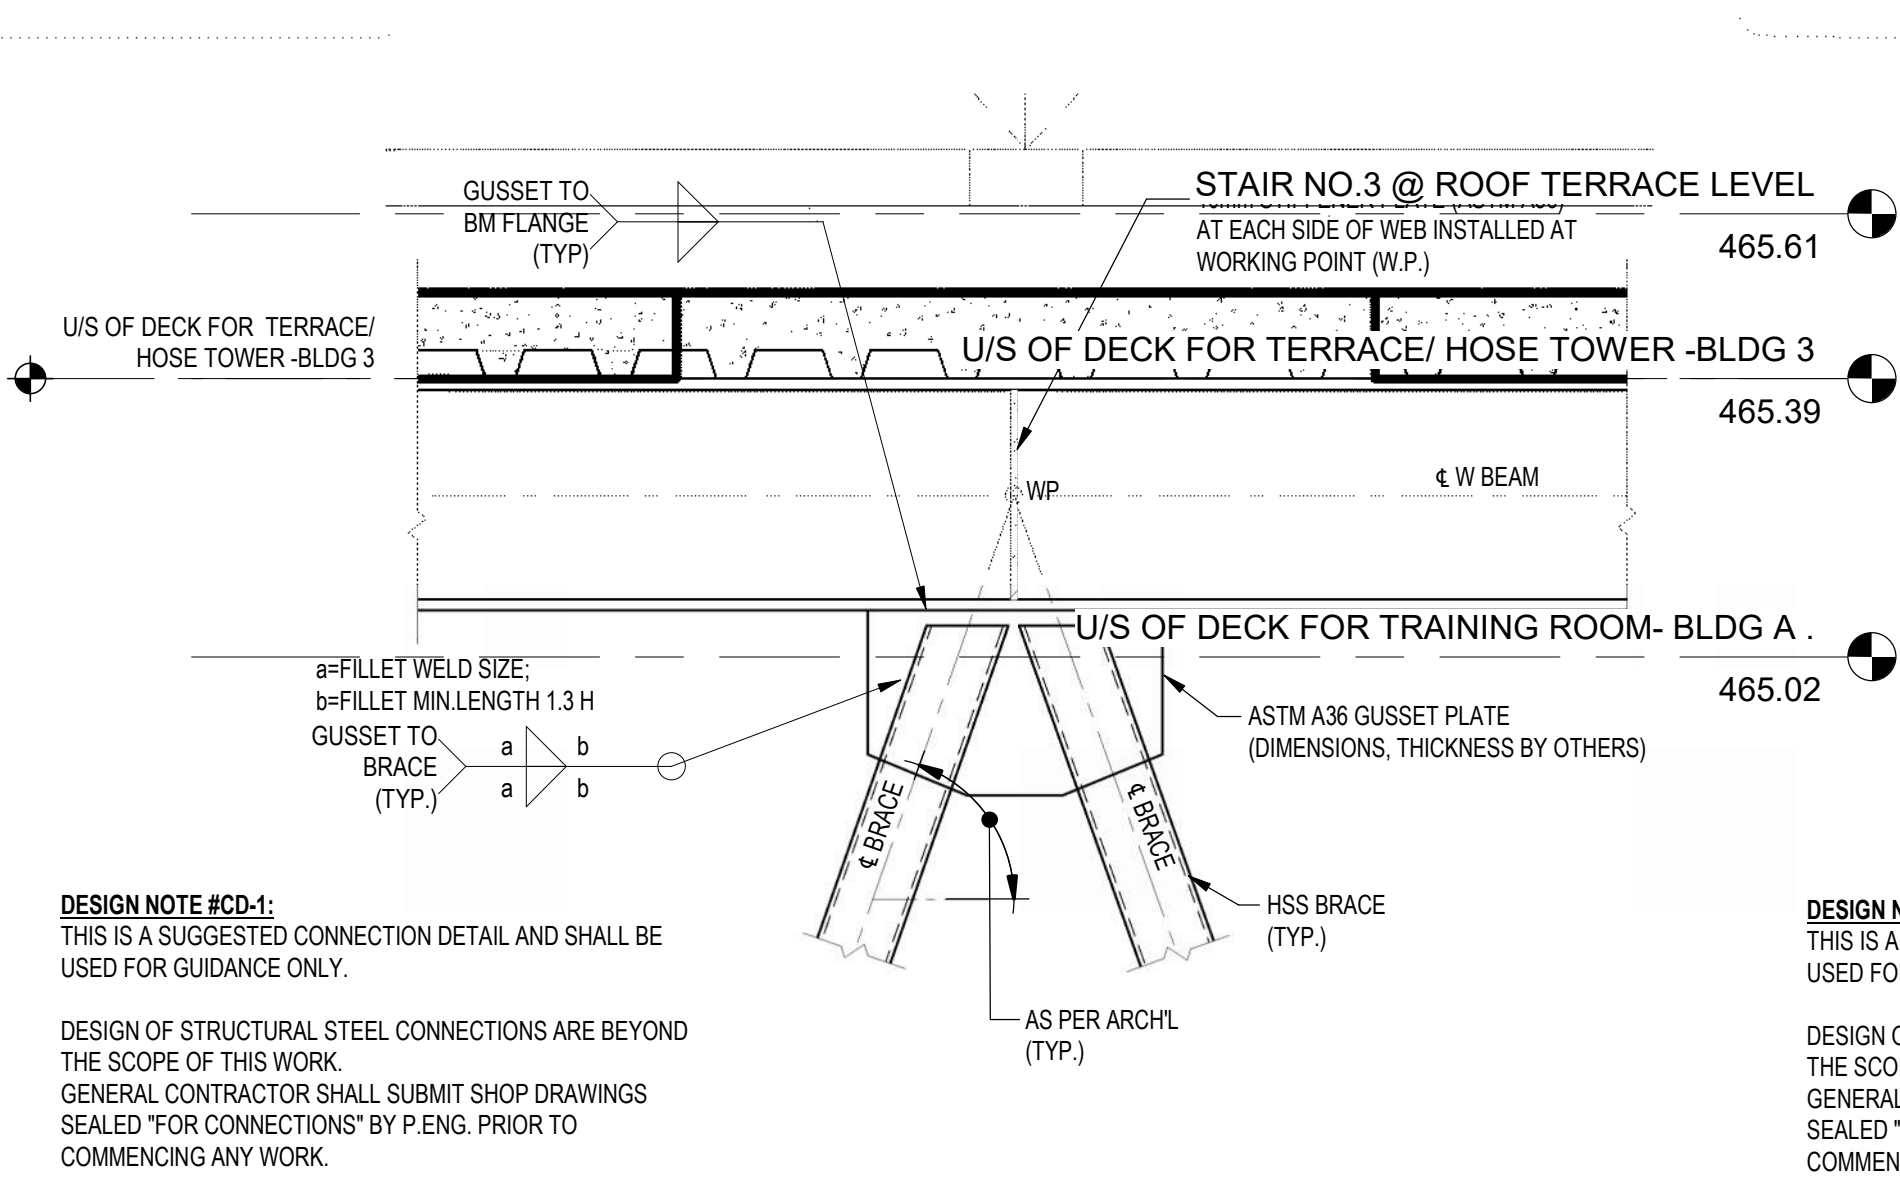 GUSSET TO
BM FLANGE
(TYP)
STAIR NO.3 @ ROOF TERRACE LEVEL
465.61
AT EACH SIDE OF WEB INSTALLED AT
WORKING POINT (W.P.)
U/S OF DECK FOR  TERRACE/
HOSE TOWER -BLDG 3
U/S OF DECK FOR TERRACE/ HOSE TOWER -BLDG 3
465.39
℄ W BEAM
WP
U/S OF DECK FOR TRAINING ROOM- BLDG A .
465.02
a=FILLET WELD SIZE;
b=FILLET MIN.LENGTH 1.3 H
GUSSET TO
BRACE
(TYP.)
a b
a b
ASTM A36 GUSSET PLATE
(DIMENSIONS, THICKNESS BY OTHERS)
℄ BRACE
℄ BRACE
HSS BRACE
(TYP.)
AS PER ARCH'L
(TYP.)
DESIGN NOTE #CD-1:
THIS IS A SUGGESTED CONNECTION DETAIL AND SHALL BE
USED FOR GUIDANCE ONLY.
DESIGN OF STRUCTURAL STEEL CONNECTIONS ARE BEYOND
THE SCOPE OF THIS WORK.
GENERAL CONTRACTOR SHALL SUBMIT SHOP DRAWINGS
SEALED "FOR CONNECTIONS" BY P.ENG. PRIOR TO
COMMENCING ANY WORK.
DESIGN N
THIS IS A
USED FO
DESIGN O
THE SCO
GENERAL
SEALED "
COMMEN